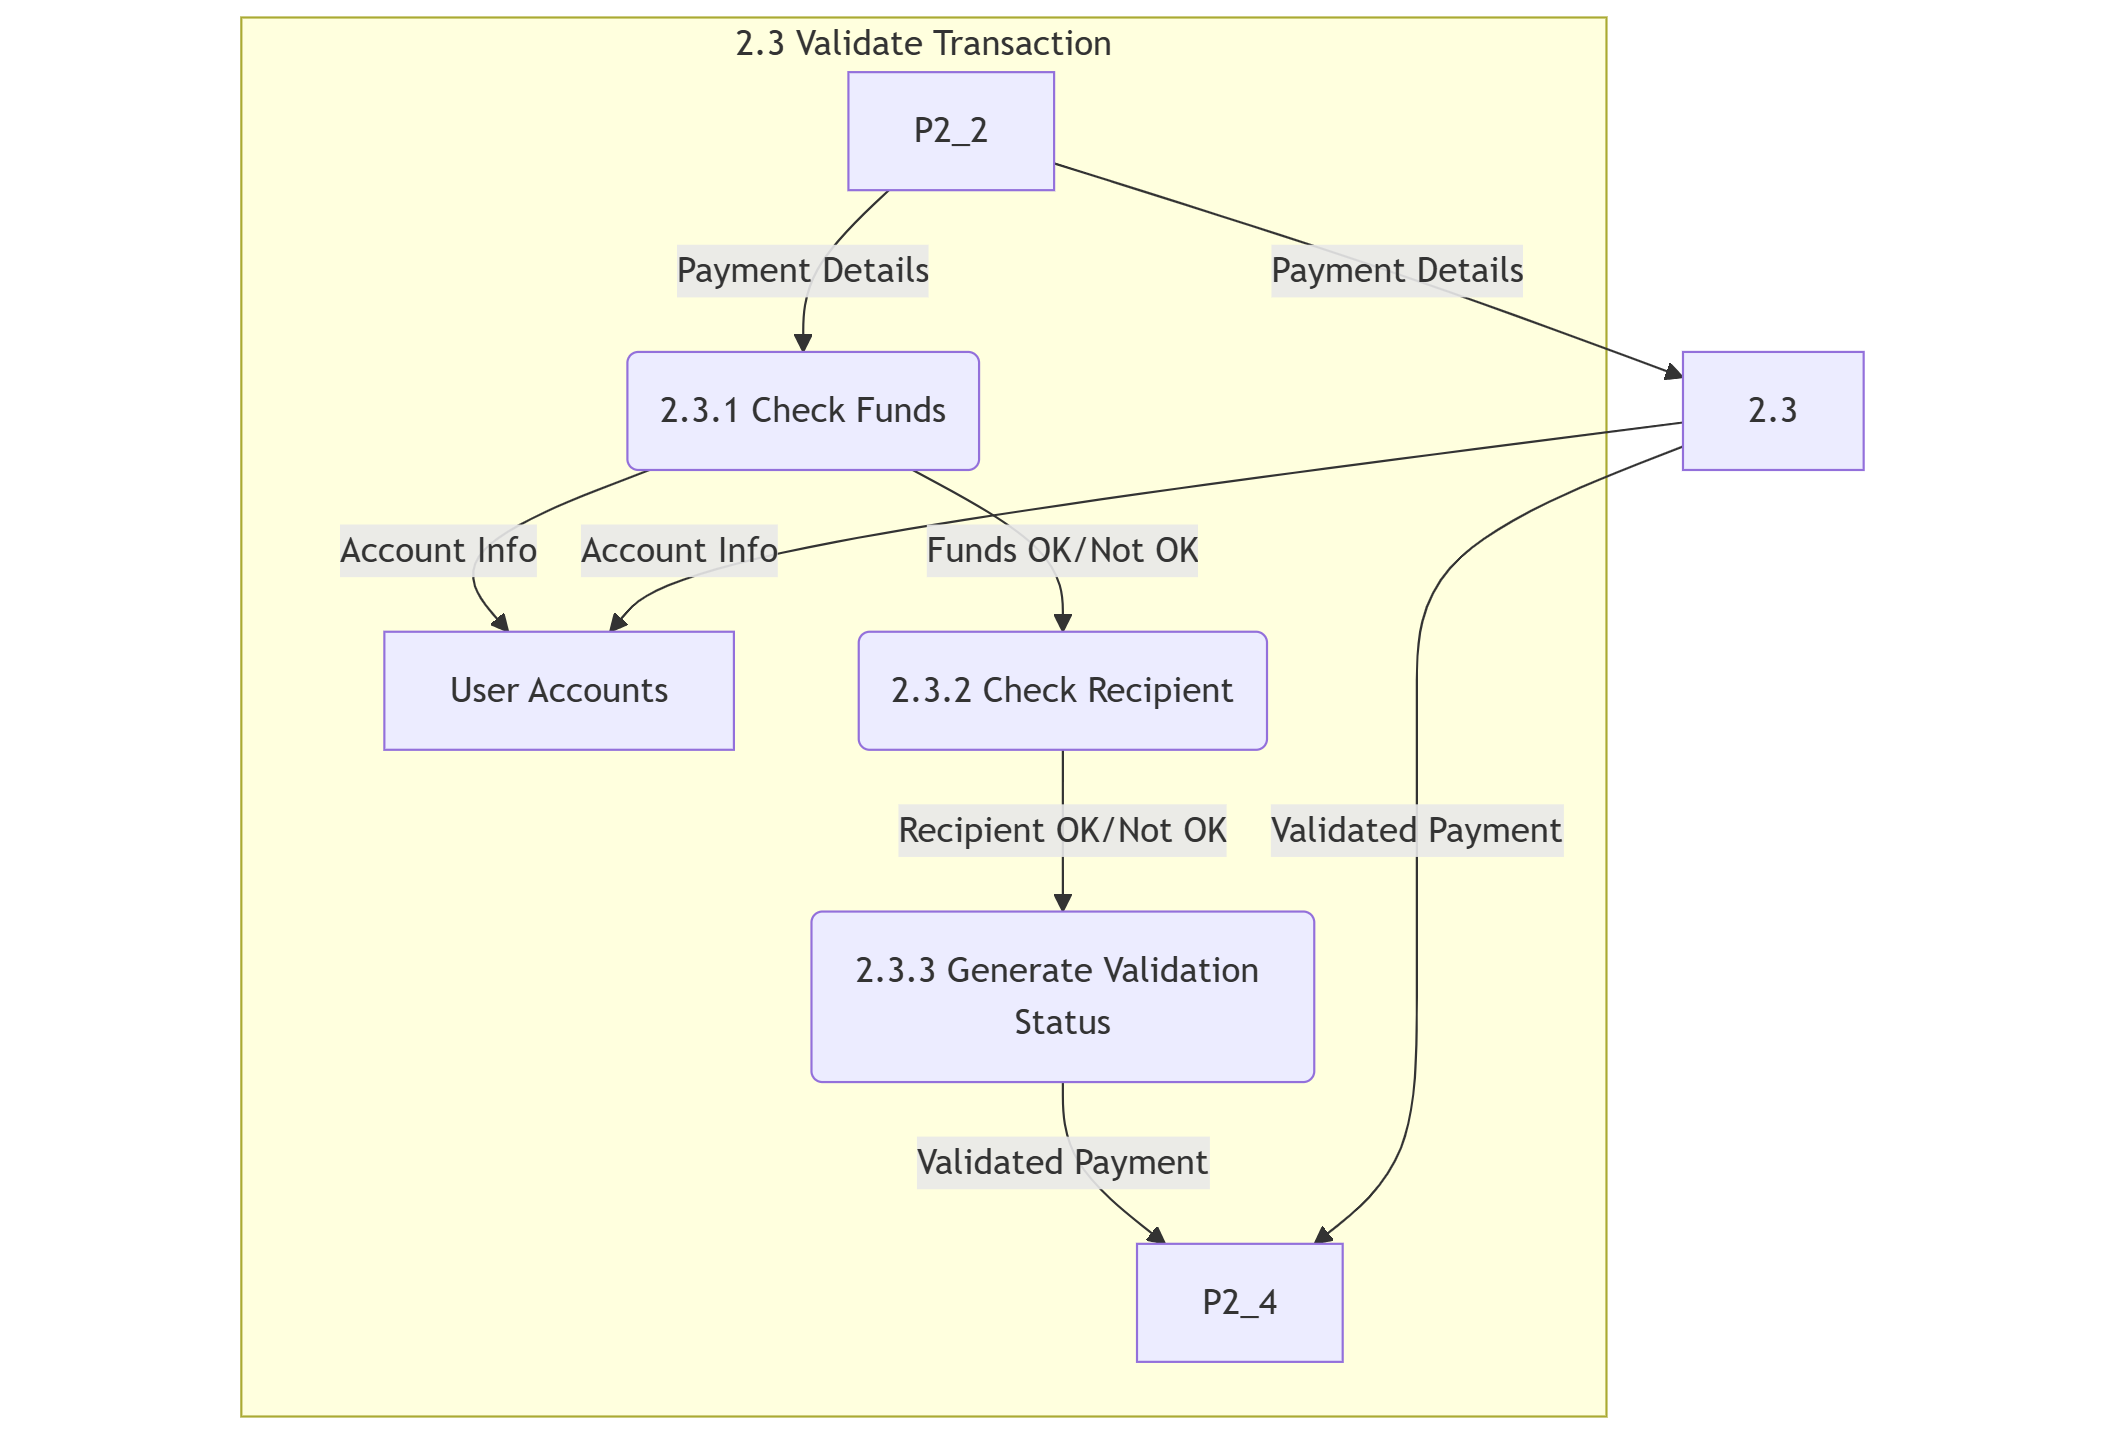 2.3 Validate Transaction
P2_2
Payment Details
Payment Details
2.3.1 Check Funds
2.3
Account Info
Account Info
Funds OK/Not OK
User Accounts
2.3.2 Check Recipient
Recipient OK/Not OK
Validated Payment
2.3.3 Generate Validation
Status
Validated Payment
P2_4